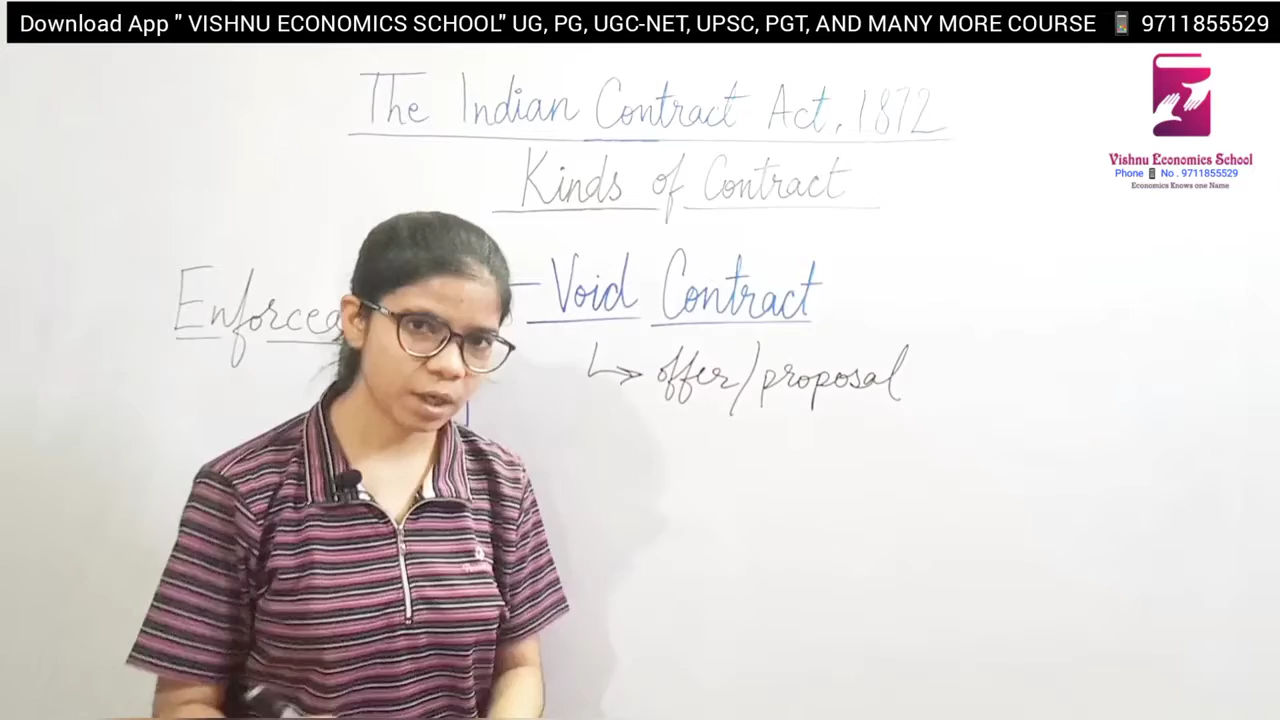 Download App " VISHNU ECONOMICS SCHOOL" UG, PG, UGC-NET, UPSC, PGT, AND MANY MORE COURSE 9711855529
The Indian Contract Act, 1872
Kinds of Contract
Vishnu Economics School
Phone No . 9711855529
Economics Knows one Name
Void Contract
offer/proposal